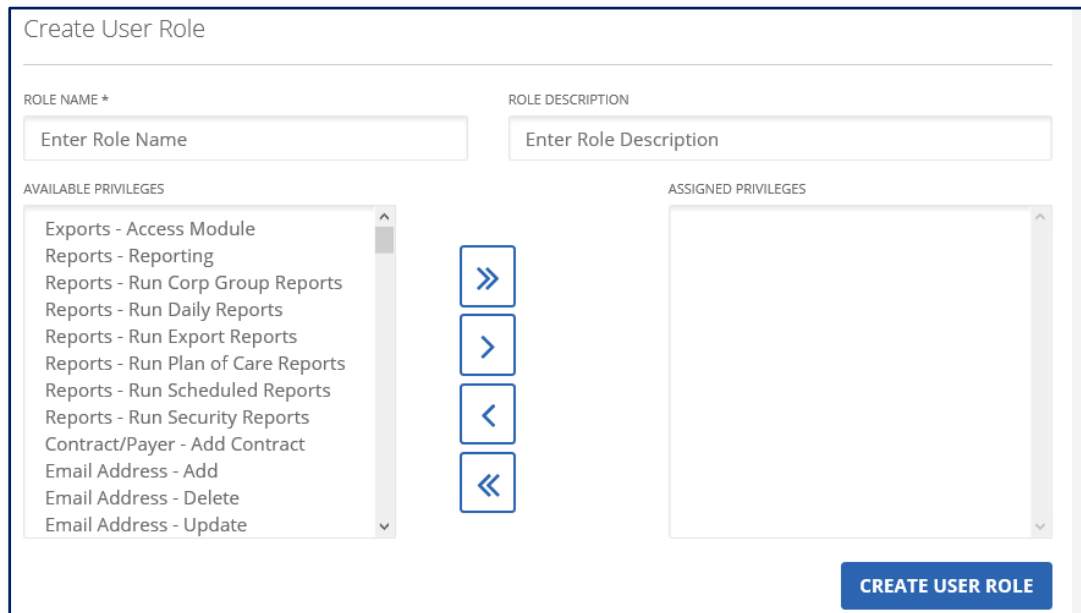 Create User Role
ROLE NAME *
ROLE DESCRIPTION
Enter Role Name
Enter Role Description
AVAILABLE PRIVILEGES
ASSIGNED PRIVILEGES
Exports - Access Module
Reports - Reporting
Reports - Run Corp Group Reports
Reports - Run Daily Reports
Reports - Run Export Reports
Reports - Run Plan of Care Reports
Reports - Run Scheduled Reports
Reports - Run Security Reports
Contract/Payer - Add Contract
Email Address - Add
Email Address - Delete
Email Address - Update
CREATE USER ROLE